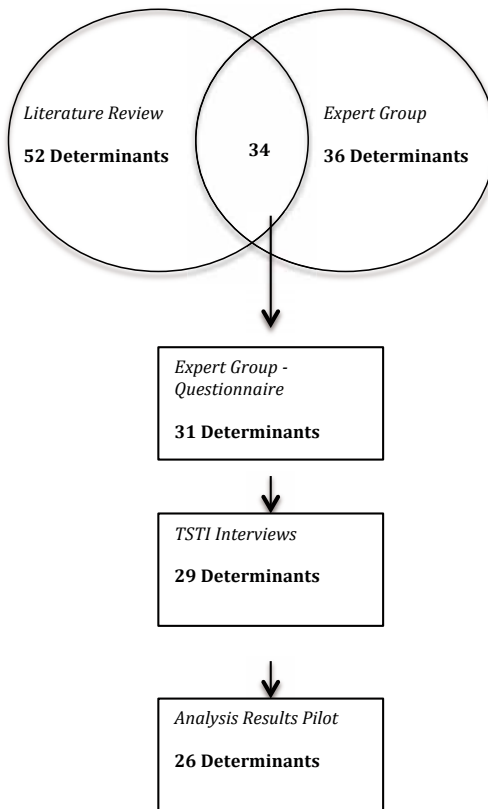 Literature Review
52 Determinants
34
Expert Group
36 Determinants
Expert Group -
Questionnaire
31 Determinants
TSTI Interviews
29 Determinants
Analysis Results Pilot
26 Determinants